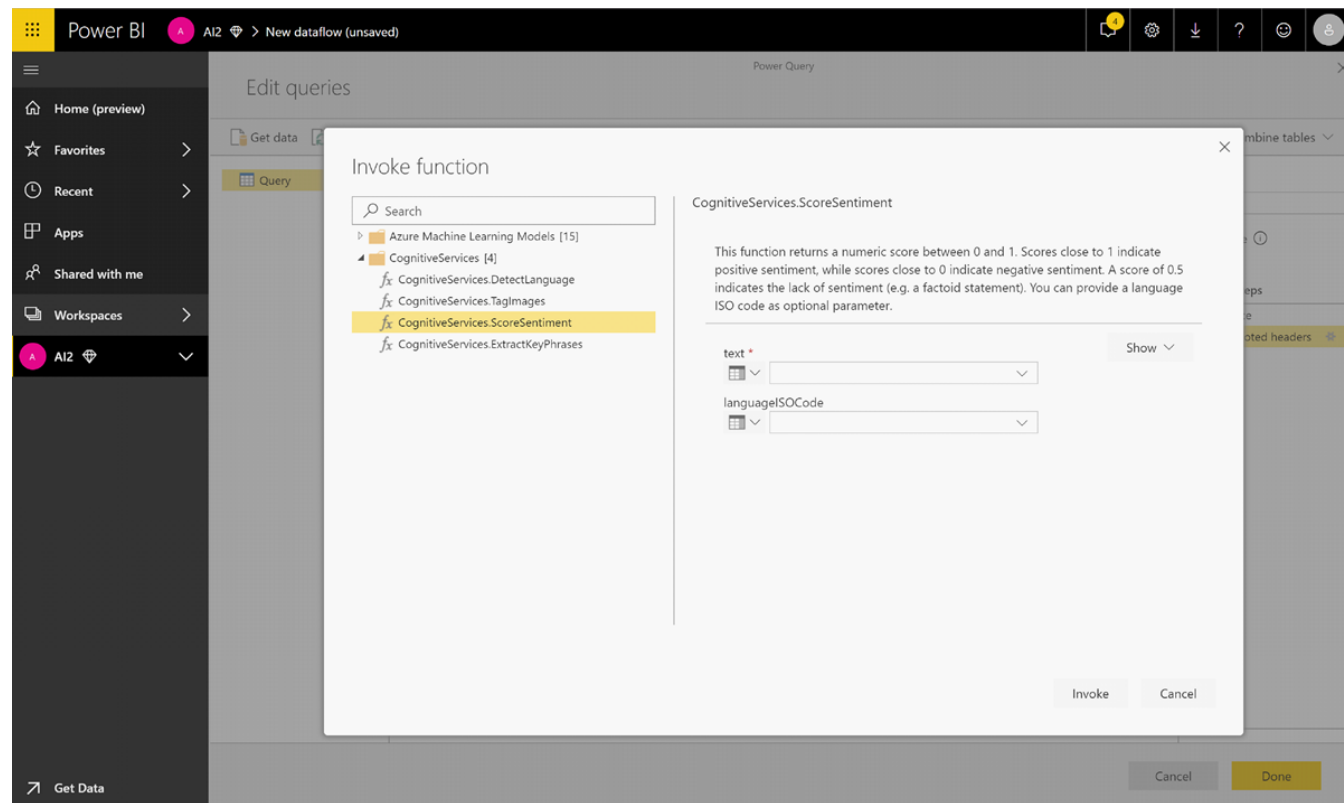 Power BI
A
AI2 > New dataflow (unsaved)
4
?
Power Query
Edit queries
Home (preview)
Favorites
Recent
Apps
Shared with me
Workspaces
A AI2
Get Data
Get data
mbine tables
Query
eps
oted headers
Invoke function
Search
Azure Machine Learning Models [15]
CognitiveServices [4]
fx CognitiveServices.DetectLanguage
fx CognitiveServices.TagImages
fx CognitiveServices.ScoreSentiment
fx CognitiveServices.ExtractKeyPhrases
CognitiveServices.ScoreSentiment
This function returns a numeric score between 0 and 1. Scores close to 1 indicate
positive sentiment, while scores close to 0 indicate negative sentiment. A score of 0.5
indicates the lack of sentiment (e.g. a factoid statement). You can provide a language
ISO code as optional parameter.
Show
text *
languageISOCode
Invoke
Cancel
Cancel
Done